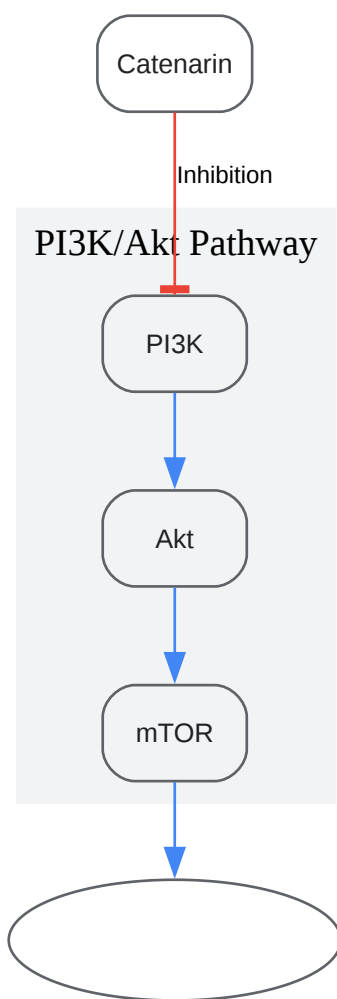 Catenarin
Inhibition
PI3K/Akt Pathway
PI3K
Akt
mTOR